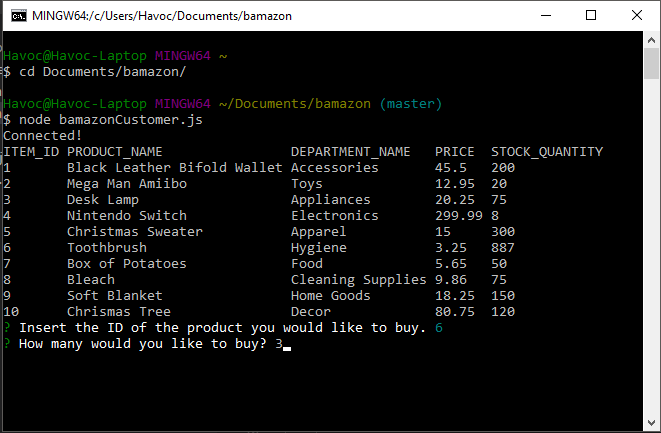 MINGW64:/c/Users/Havoc/Documents/bamazon
Havoc@Havoc-Laptop MINGW64 ~
$ cd Documents/bamazon/
Havoc@Havoc-Laptop MINGW64 ~/Documents/bamazon (master)
$ node bamazonCustomer.js
Connected!
ITEM_ID PRODUCT_NAME DEPARTMENT_NAME PRICE STOCK_QUANTITY
1 Black Leather Bifold Wallet Accessories 45.5 200
2 Mega Man Amiibo Toys 12.95 20
3 Desk Lamp Appliances 20.25 75
4 Nintendo Switch Electronics 299.99 8
5 Christmas Sweater Apparel 15 300
6 Toothbrush Hygiene 3.25 887
7 Box of Potatoes Food 5.65 50
8 Bleach Cleaning Supplies 9.86 75
9 Soft Blanket Home Goods 18.25 150
10 Chrismas Tree Decor 80.75 120
? Insert the ID of the product you would like to buy. 6
? How many would you like to buy? 3